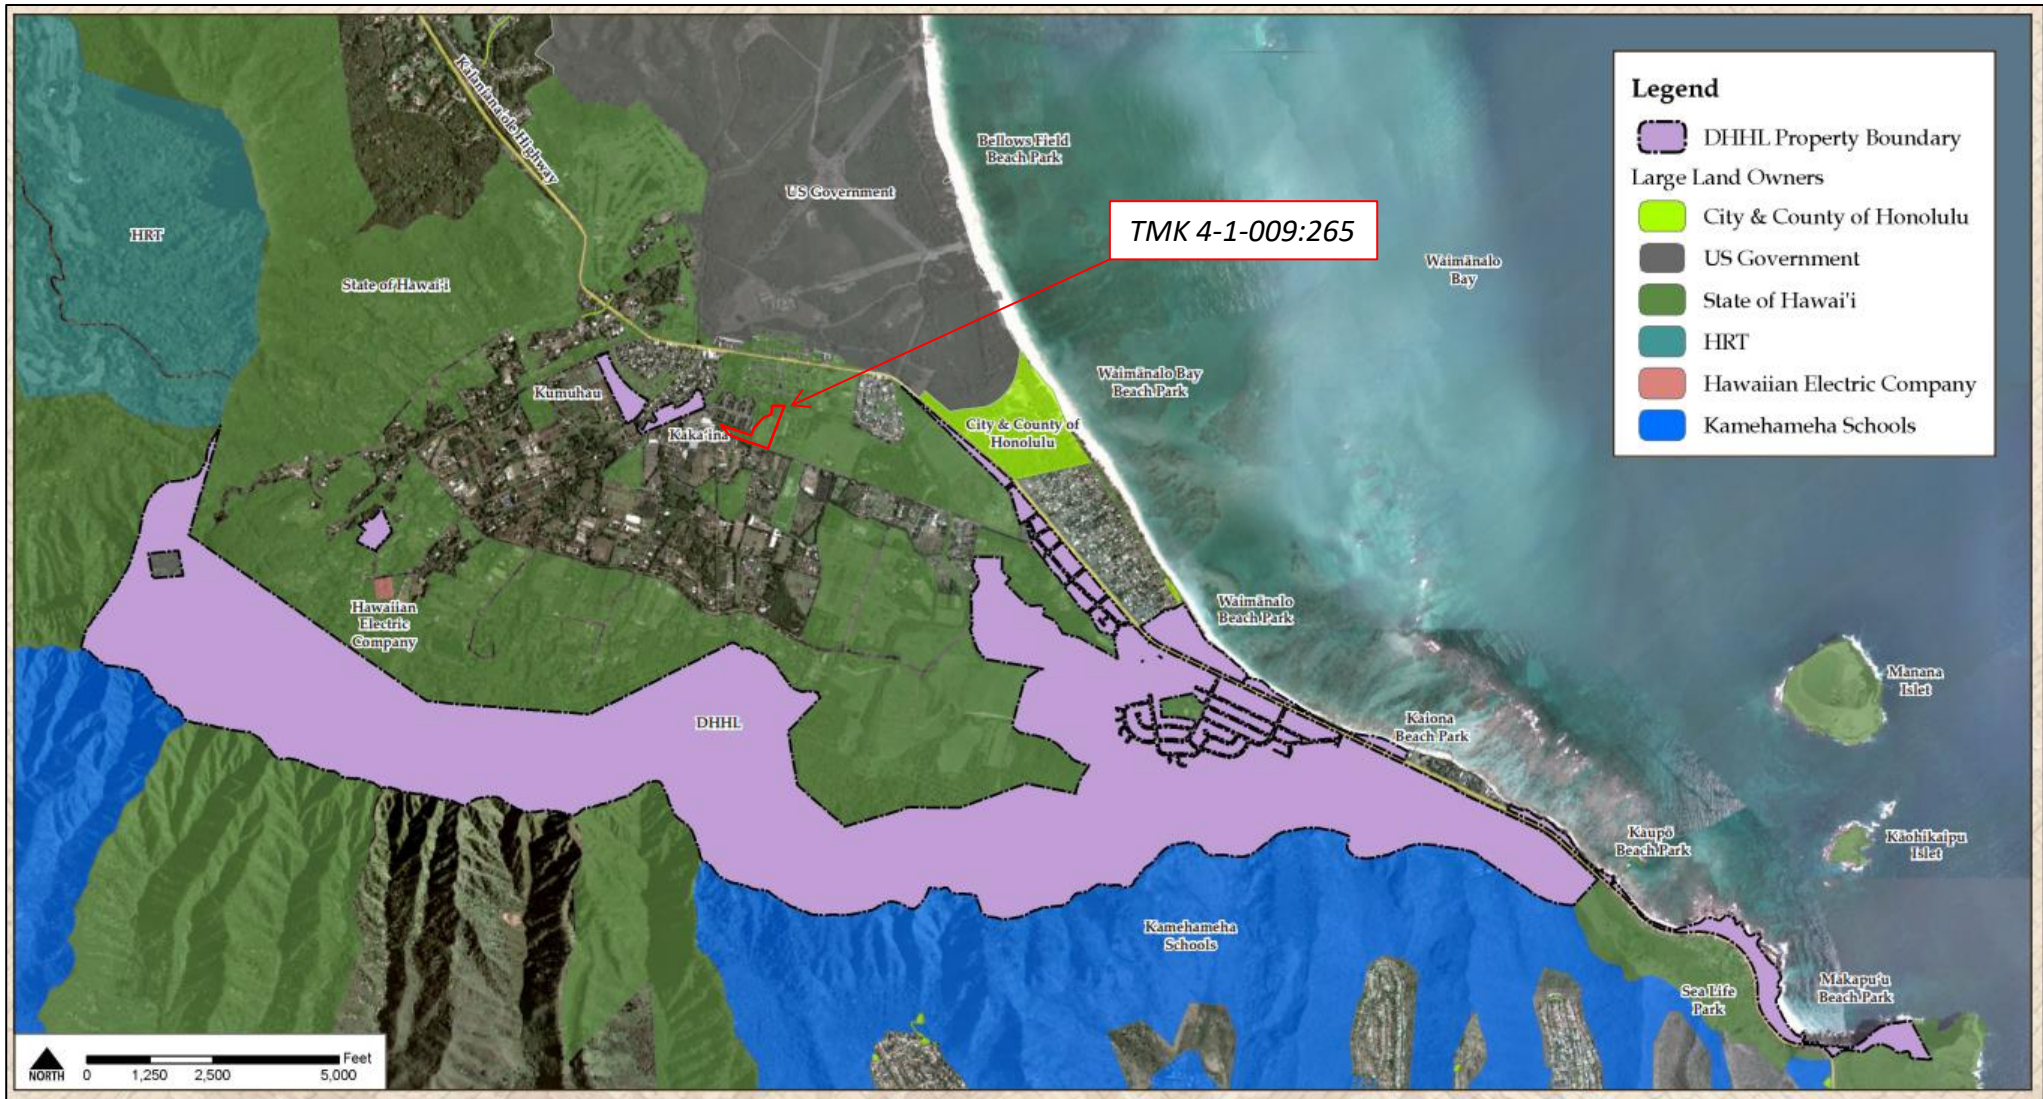 Kalaniana'ole Highway
Bellows Field
Beach Park
US Government
HRT
State of Hawai'i
TMK 4-1-009:265
Waimānalo
Bay
Waimānalo Bay
Beach Park
Kumuhau
Kaka'ina
City & County of
Honolulu
Hawaiian
Electric
Company
Waimānalo
Beach Park
DHHL
Kaiona
Beach Park
Manana
Islet
Kaupō
Beach Park
Kāohikaipu
Islet
Kamehameha
Schools
Sea Life
Park
Makapu'u
Beach Park
Legend
DHHL Property Boundary
Large Land Owners
City & County of Honolulu
US Government
State of Hawai'i
HRT
Hawaiian Electric Company
Kamehameha Schools
NORTH
0 1,250 2,500 5,000
Feet